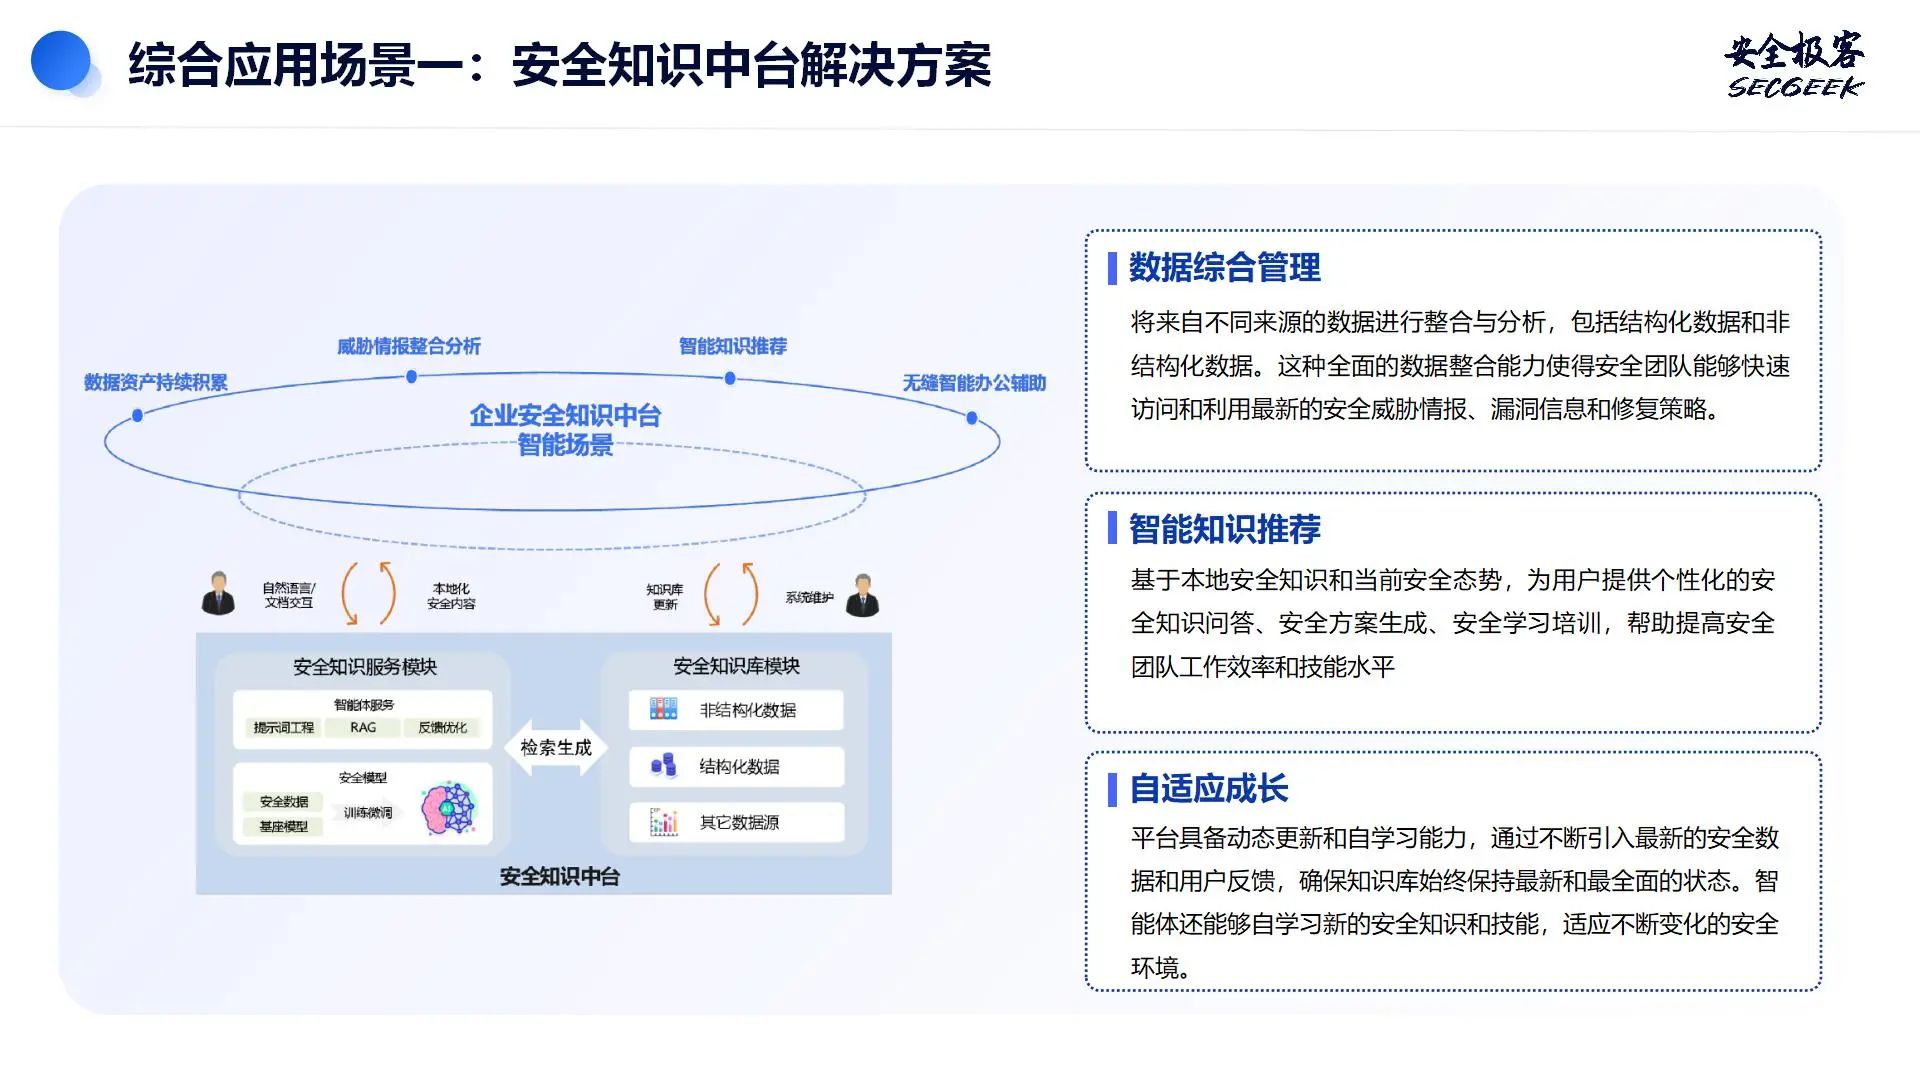 综合应用场景一：安全知识中台解决方案
安全极客
SECGEEK
威胁情报整合分析
智能知识推荐
数据资产持续积累
无缝智能办公辅助
企业安全知识中台
智能场景
自然语言/
文档交互
本地化
安全内容
知识库
更新
系统维护
安全知识服务模块
智能体服务
提示词工程
RAG
反馈优化
安全模型
安全数据
基座模型
训练微调
AI
检索生成
安全知识库模块
非结构化数据
结构化数据
其它数据源
安全知识中台
数据综合管理
将来自不同来源的数据进行整合与分析，包括结构化数据和非
结构化数据。这种全面的数据整合能力使得安全团队能够快速
访问和利用最新的安全威胁情报、漏洞信息和修复策略。
智能知识推荐
基于本地安全知识和当前安全态势，为用户提供个性化的安
全知识问答、安全方案生成、安全学习培训，帮助提高安全
团队工作效率和技能水平
自适应成长
平台具备动态更新和自学习能力，通过不断引入最新的安全数
据和用户反馈，确保知识库始终保持最新和最全面的状态。智
能体还能够自学习新的安全知识和技能，适应不断变化的安全
环境。